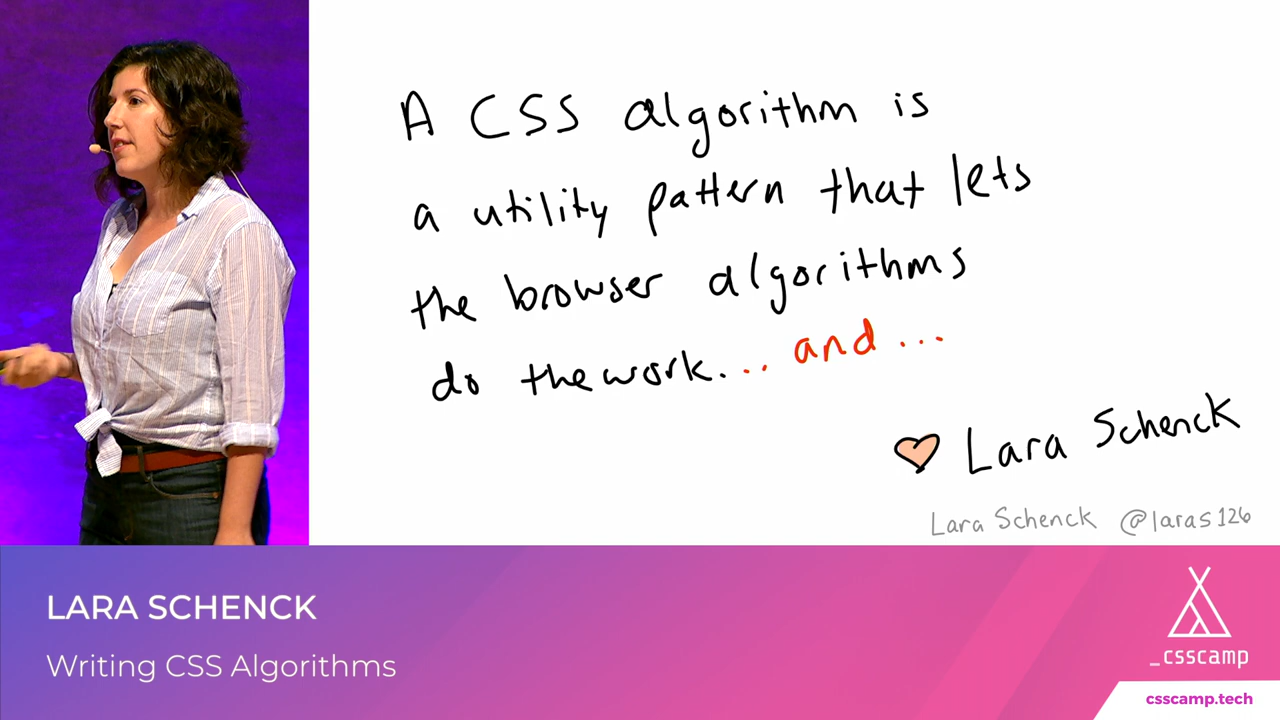 A CSS algorithm is
a utility pattern that lets
the browser algorithms
do the work... and ...
♡ Lara Schenck
Lara Schenck @laras126
LARA SCHENCK
Writing CSS Algorithms
_csscamp
csscamp.tech